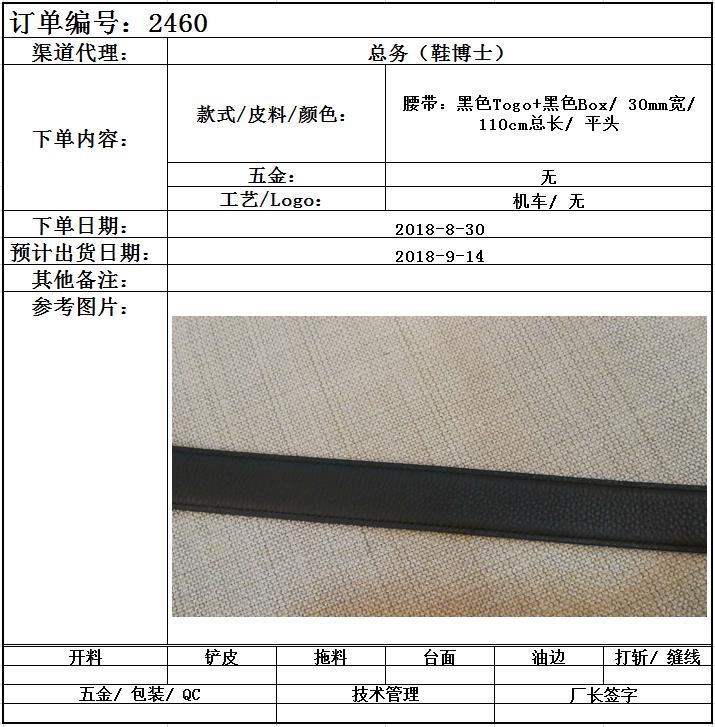 订单编号：2460
渠道代理：
总务（鞋博士）
下单内容：
款式/皮料/颜色：
腰带：黑色Togo+黑色Box/ 30mm宽/
110cm总长/ 平头
五金：
无
工艺/Logo：
机车/ 无
下单日期：
2018-8-30
预计出货日期：
2018-9-14
其他备注：
参考图片：
开料
铲皮
拖料
台面
油边
打斩/ 缝线
五金/ 包装/ QC
技术管理
厂长签字